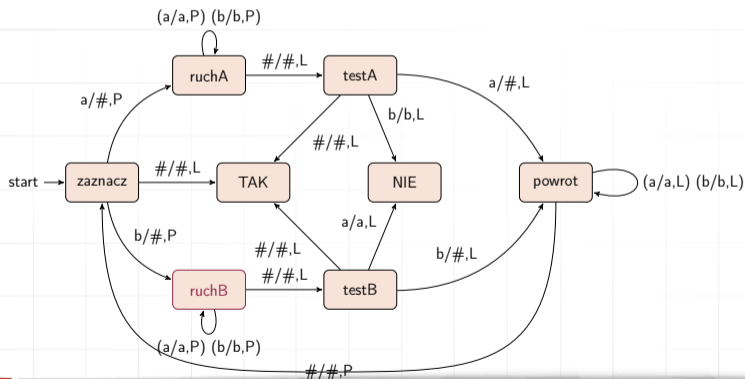 (a/a,P) (b/b,P)
ruchA
#/#,L
testA
a/#,L
a/#,P
b/b,L
#/#,L
start
zaznacz
#/#,L
TAK
NIE
powrot
(a/a,L) (b/b,L)
b/#,P
a/a,L
#/#,L
b/#,L
ruchB
#/#,L
testB
(a/a,P) (b/b,P)
#/#,P